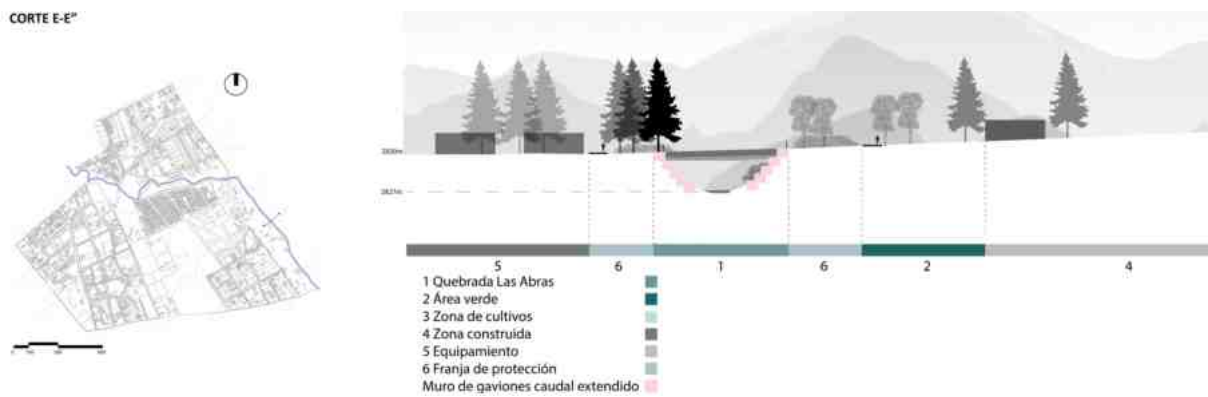 CORTE E-E'
5 6 1 6 2 4
1 Quebrada Las Abras
2 Área verde
3 Zona de cultivos
4 Zona construida
5 Equipamiento
6 Franja de protección
Muro de gaviones caudal extendido